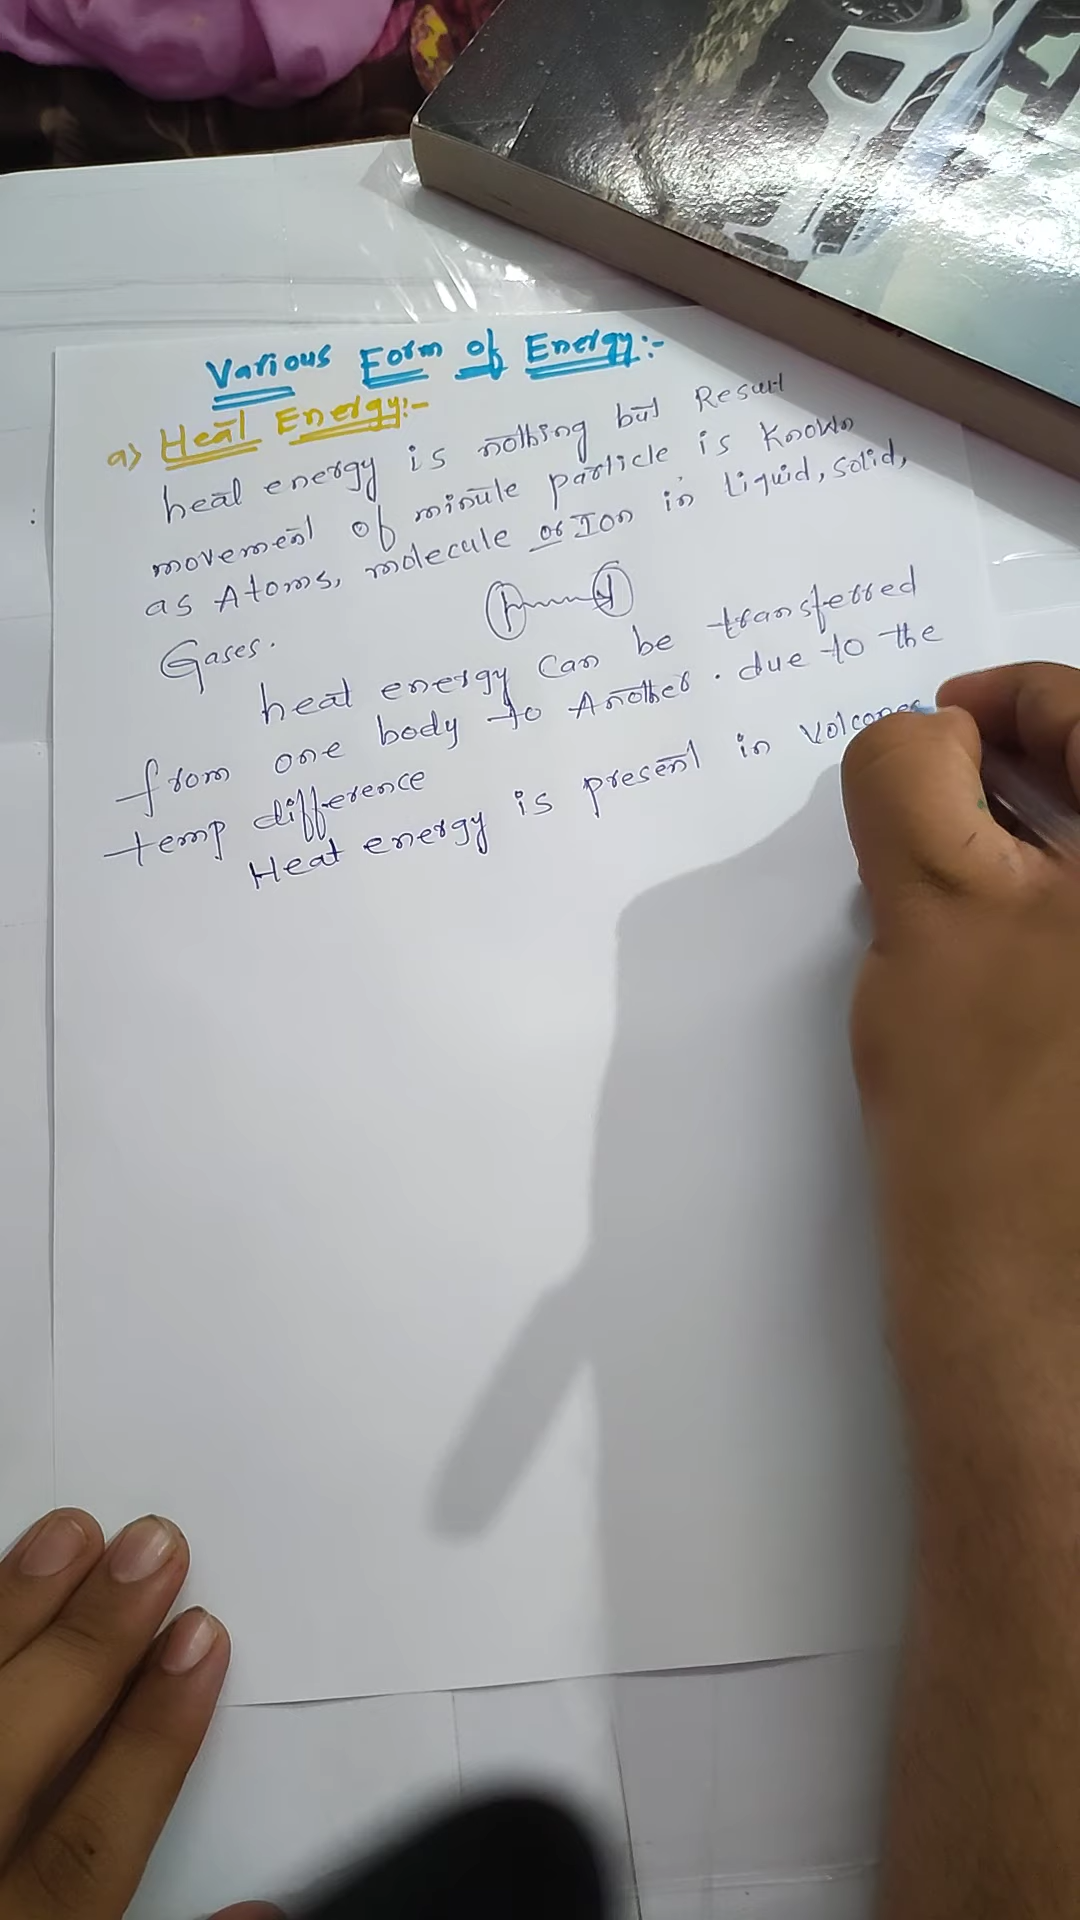 Various Form of Energy:-
a) Heat Energy:-
heat energy is nothing but Result
movement of minute particle is Known
as Atoms, molecule or Ion in Liquid, Solid,
Gases.
heat energy Can be transferred
from one body to Another. due to the
temp difference
Heat energy is present in Volcanoes